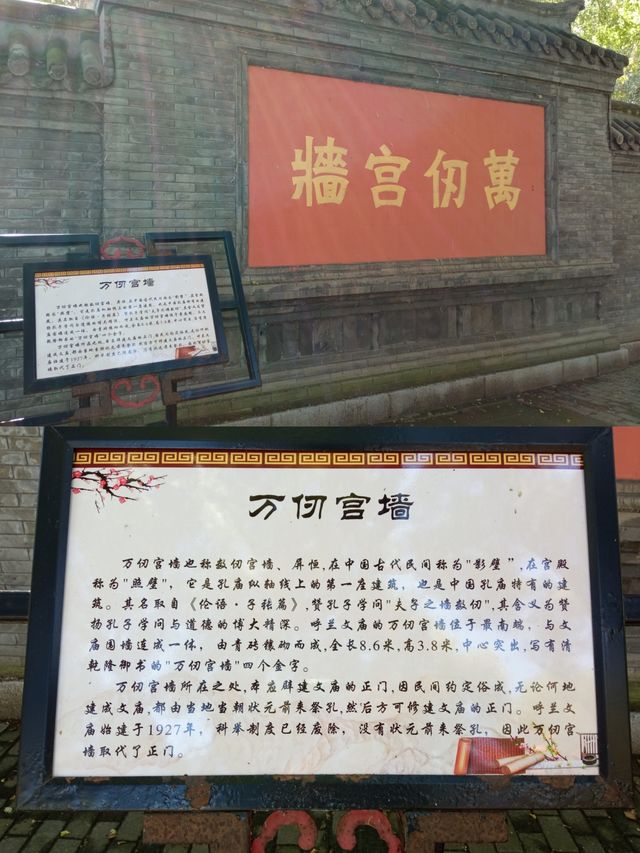 萬仞宫牆
万仞宫墙
万仞宫墙
万仞宫墙也称数仞宫墙、屏恒,在中国古代民间称为"影壁",在宫殿
称为"照壁",它是孔庙纵轴线上的第一座建筑,也是中国孔庙特有的建
筑。其名取自《论语·子张篇》,赞孔子学问"夫子之墙数仞",其含义为赞
扬孔子学问与道德的博大精深。呼兰文庙的万仞宫墙位于最南端,与文
庙围墙连成一体,由青砖镶砌而成,全长8.6米,高3.8米,中心突出,写有清
乾隆御书的"万仞宫墙"四个金字。
万仞宫墙所在之处,本应辟建文庙的正门,因民间约定俗成,无论何地
建成文庙,都由当地当朝状元前来祭孔,然后方可修建文庙的正门。呼兰文
庙始建于1927年,科举制度已经废除,没有状元前来祭孔,因此万仞宫
墙取代了正门。